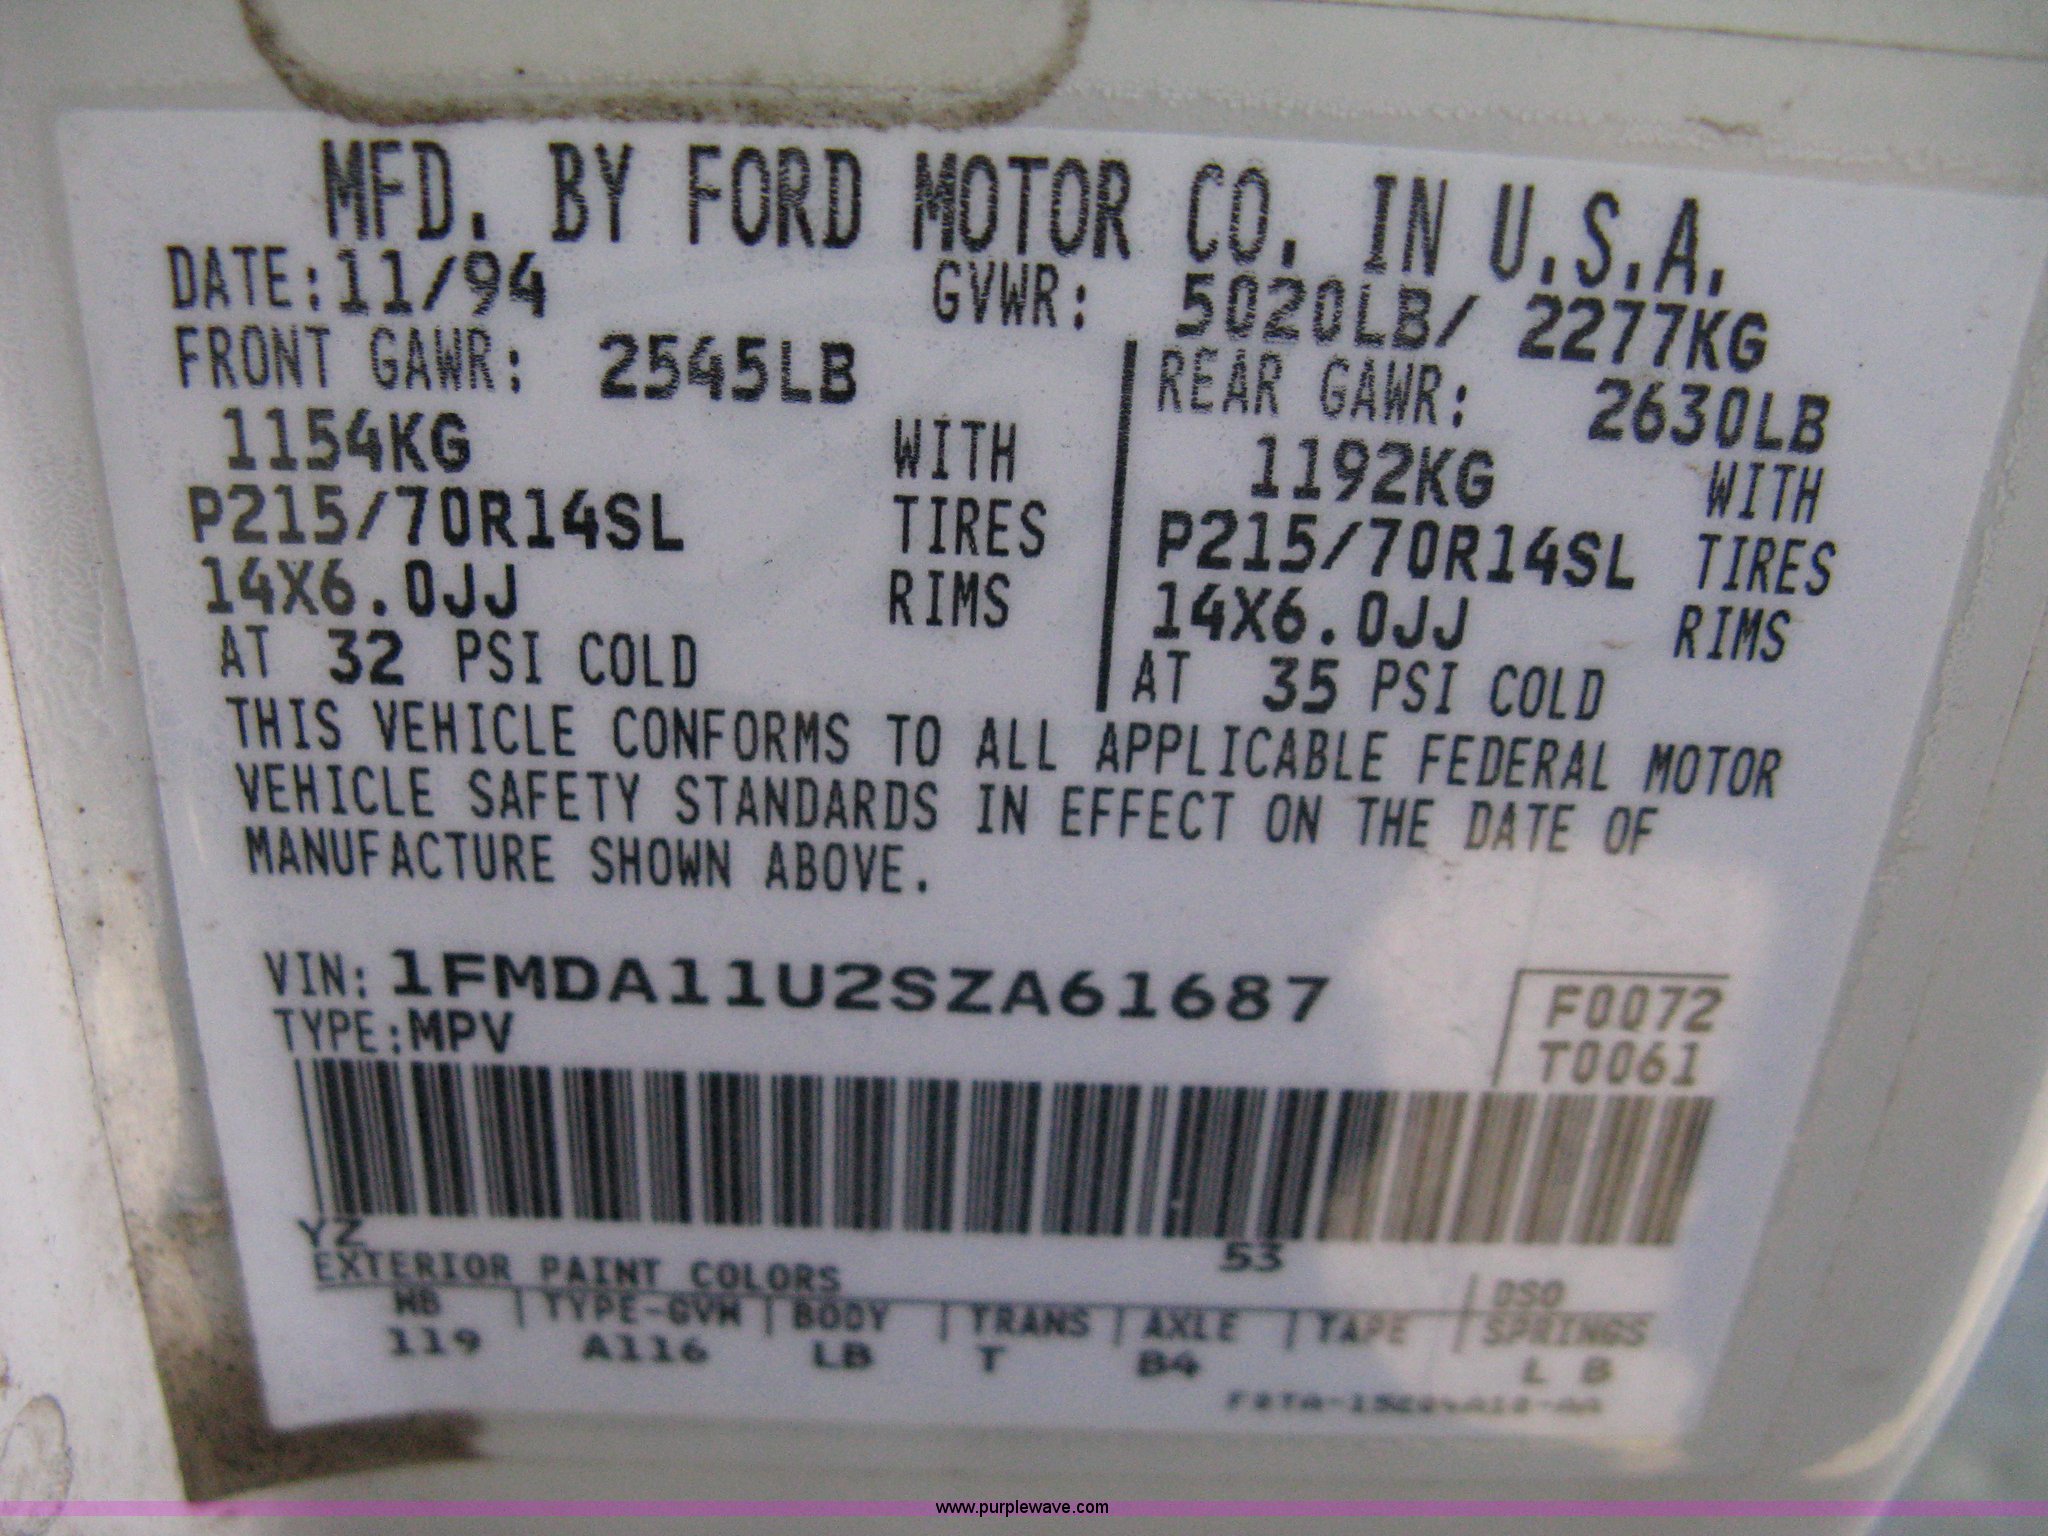 MFD. BY FORD MOTOR CO. IN U.S.A.
DATE: 11/94 GVWR: 5020LB/ 2277KG
FRONT GAWR: 2545LB
1154KG WITH
P215/70R14SL TIRES
14X6.0JJ RIMS
AT 32 PSI COLD
REAR GAWR: 2630LB
1192KG WITH
P215/70R14SL TIRES
14X6.0JJ RIMS
AT 35 PSI COLD
THIS VEHICLE CONFORMS TO ALL APPLICABLE FEDERAL MOTOR
VEHICLE SAFETY STANDARDS IN EFFECT ON THE DATE OF
MANUFACTURE SHOWN ABOVE.
VIN: 1FMDA11U2SZA61687
TYPE: MPV
F0072
T0061
YZ 53
EXTERIOR PAINT COLORS DSO
WB | TYPE-GVW | BODY | TRANS | AXLE | TAPE | SPRINGS
119 A116 LB T B4 L B
www.purplewave.com